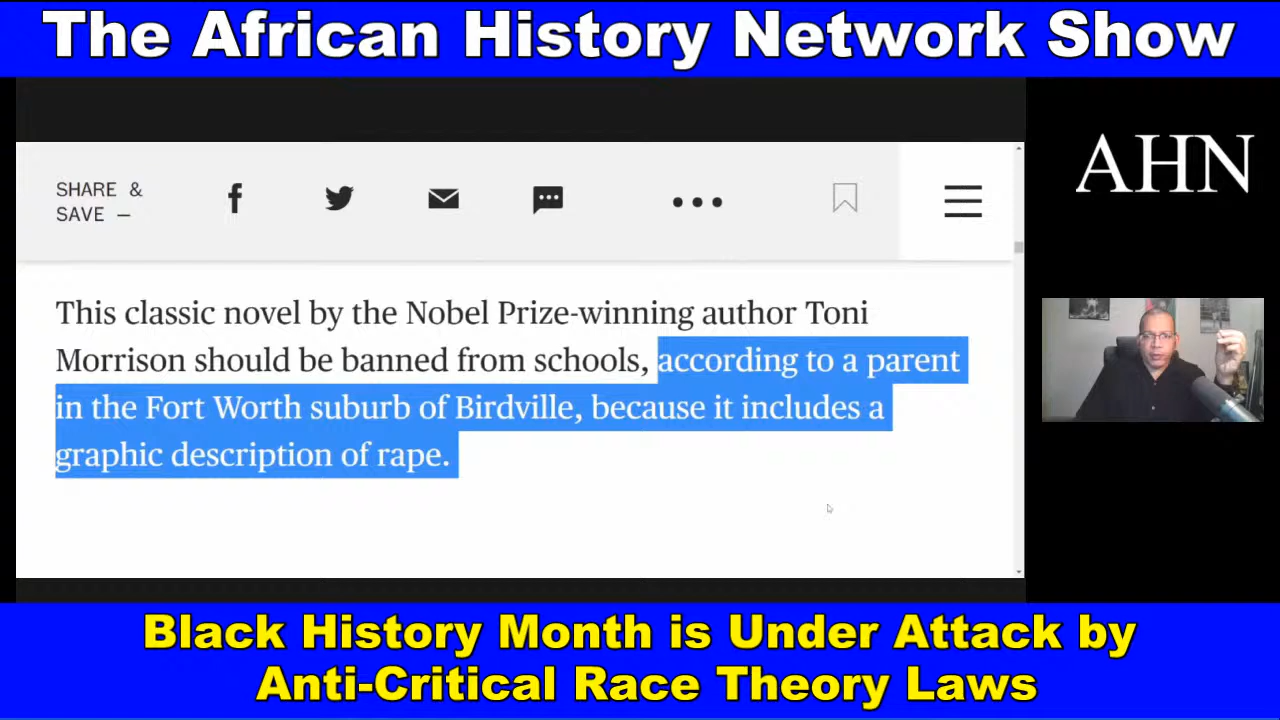 The African History Network Show
AHN
SHARE &
SAVE —
This classic novel by the Nobel Prize-winning author Toni
Morrison should be banned from schools, according to a parent
in the Fort Worth suburb of Birdville, because it includes a
graphic description of rape.
Black History Month is Under Attack by
Anti-Critical Race Theory Laws